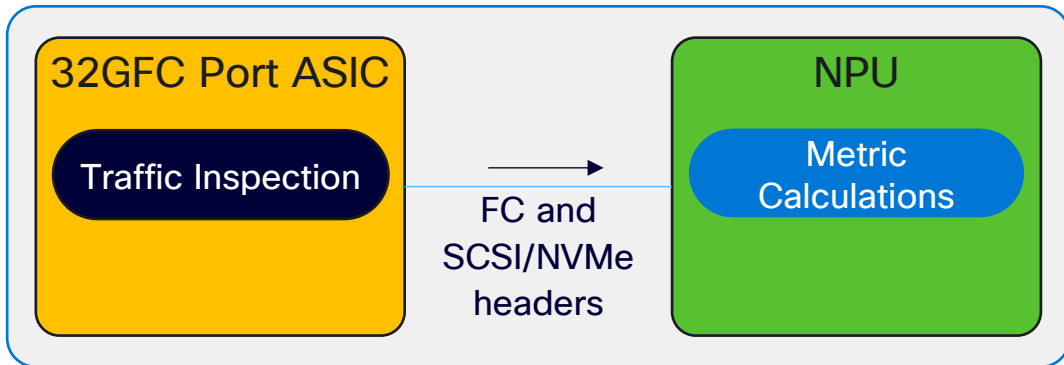 32GFC Port ASIC
Traffic Inspection
FC and
SCSI/NVMe
headers
NPU
Metric
Calculations